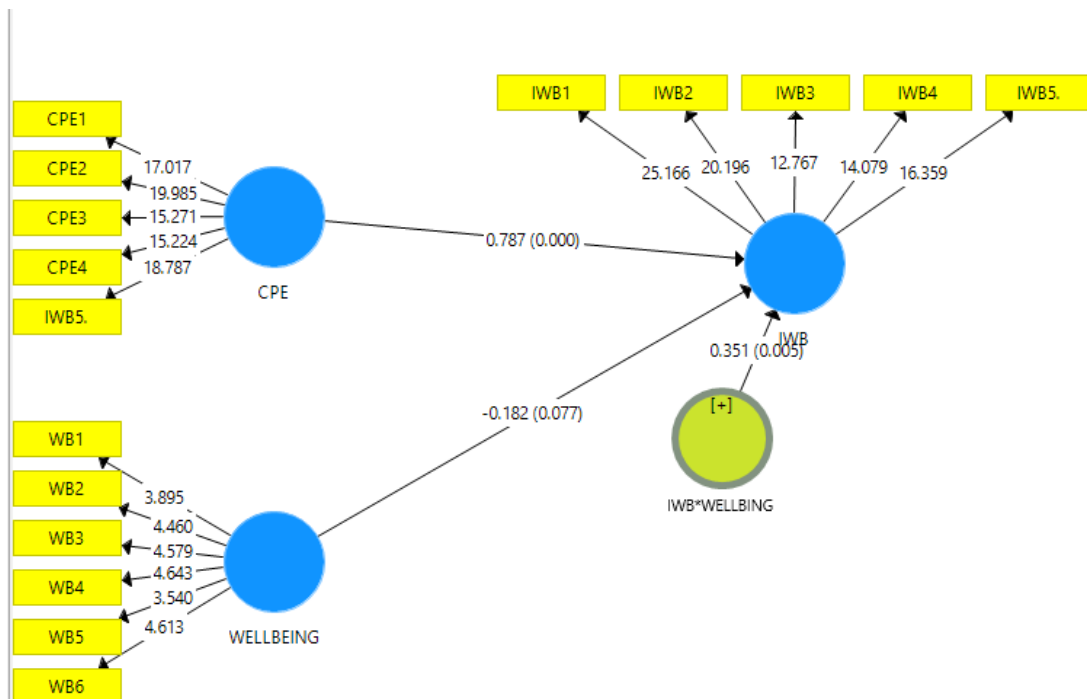 IWB1
IWB2
IWB3
IWB4
IWB5.
25.166
20.196
12.767
14.079
16.359
CPE1
CPE2
CPE3
CPE4
IWB5.
17.017
19.985
15.271
15.224
18.787
CPE
0.787 (0.000)
IWB
0.351 (0.005)
[+]
IWB*WELLBING
-0.182 (0.077)
WB1
WB2
WB3
WB4
WB5
WB6
3.895
4.460
4.579
4.643
3.540
4.613
WELLBEING